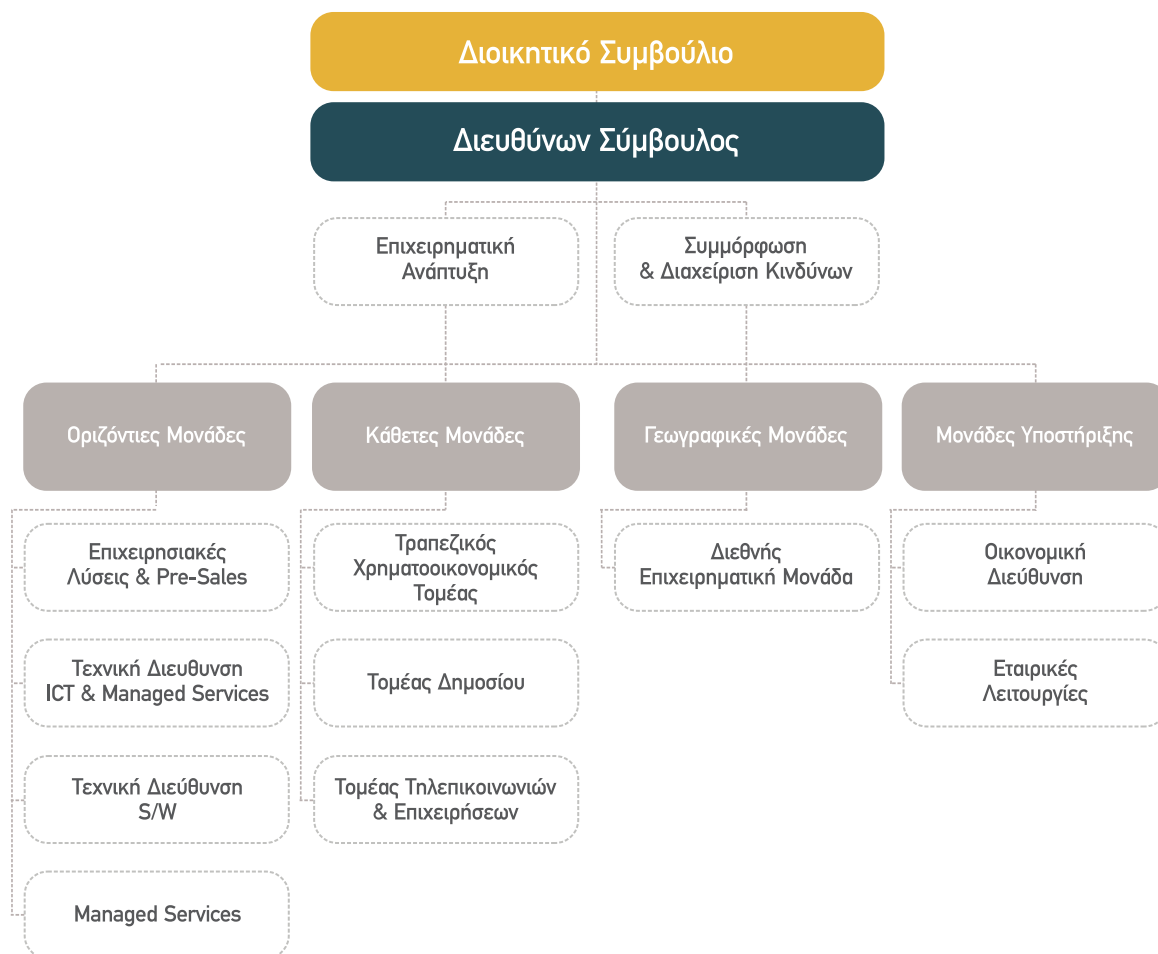 Διοικητικό Συμβούλιο
Διευθύνων Σύμβουλος
Επιχειρηματική
Ανάπτυξη
Συμμόρφωση
& Διαχείριση Κινδύνων
Οριζόντιες Μονάδες
Κάθετες Μονάδες
Γεωγραφικές Μονάδες
Μονάδες Υποστήριξης
Επιχειρησιακές
Λύσεις & Pre-Sales
Τεχνική Διευθυνση
ICT & Managed Services
Τεχνική Διεύθυνση
S/W
Managed Services
Τραπεζικός
Χρηματοοικονομικός
Τομέας
Τομέας Δημοσίου
Τομέας Τηλεπικοινωνιών
& Επιχειρήσεων
Διεθνής
Επιχειρηματική Μονάδα
Οικονομική
Διεύθυνση
Εταιρικές
Λειτουργίες